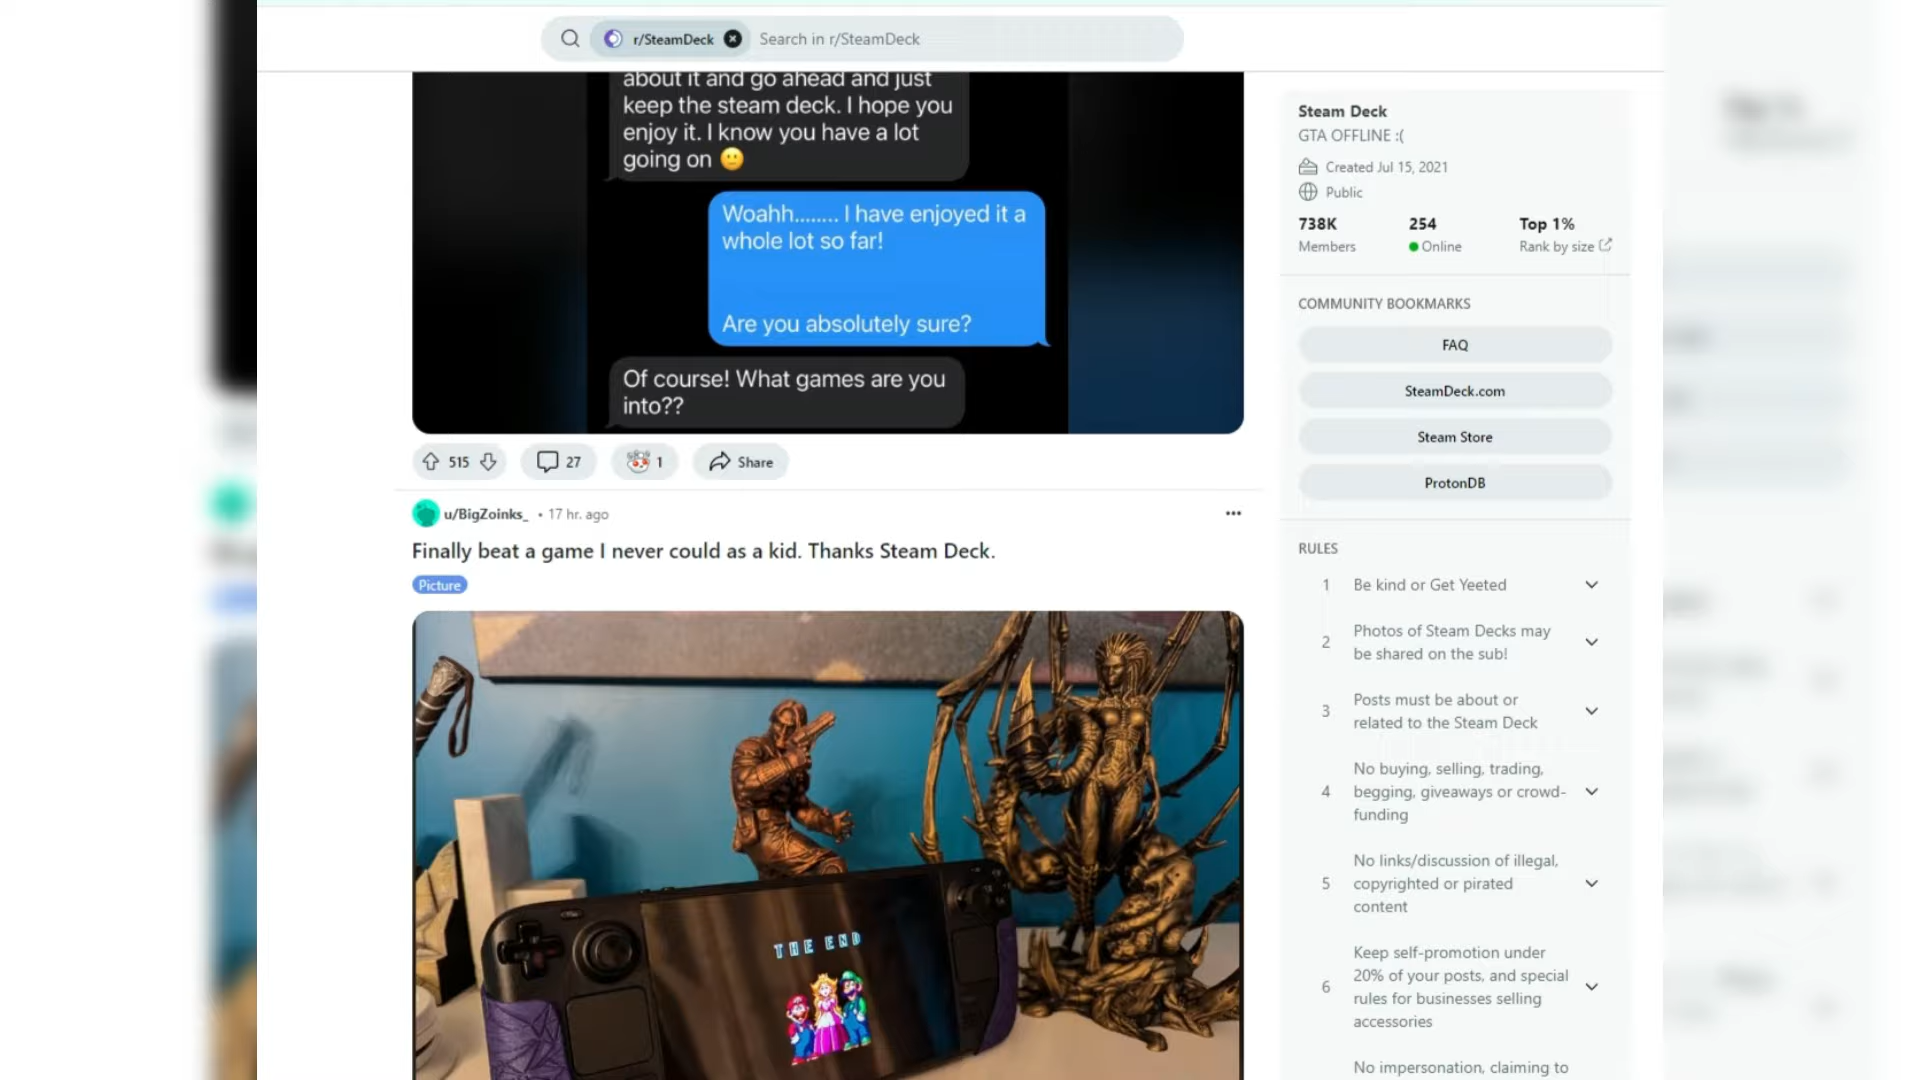 r/SteamDeck
Search in r/SteamDeck
about it and go ahead and just
keep the steam deck. I hope you
enjoy it. I know you have a lot
going on 🙂
Woahh........ I have enjoyed it a
whole lot so far!
Are you absolutely sure?
Of course! What games are you
into??
515
27
1
Share
u/BigZoinks_ • 17 hr. ago
Finally beat a game I never could as a kid. Thanks Steam Deck.
Picture
THE END
Steam Deck
GTA OFFLINE :(
Created Jul 15, 2021
Public
738K
Members
254
Online
Top 1%
Rank by size
COMMUNITY BOOKMARKS
FAQ
SteamDeck.com
Steam Store
ProtonDB
RULES
1 Be kind or Get Yeeted
2 Photos of Steam Decks may
be shared on the sub!
3 Posts must be about or
related to the Steam Deck
4 No buying, selling, trading,
begging, giveaways or crowd-
funding
5 No links/discussion of illegal,
copyrighted or pirated
content
6 Keep self-promotion under
20% of your posts, and special
rules for businesses selling
accessories
No impersonation, claiming to